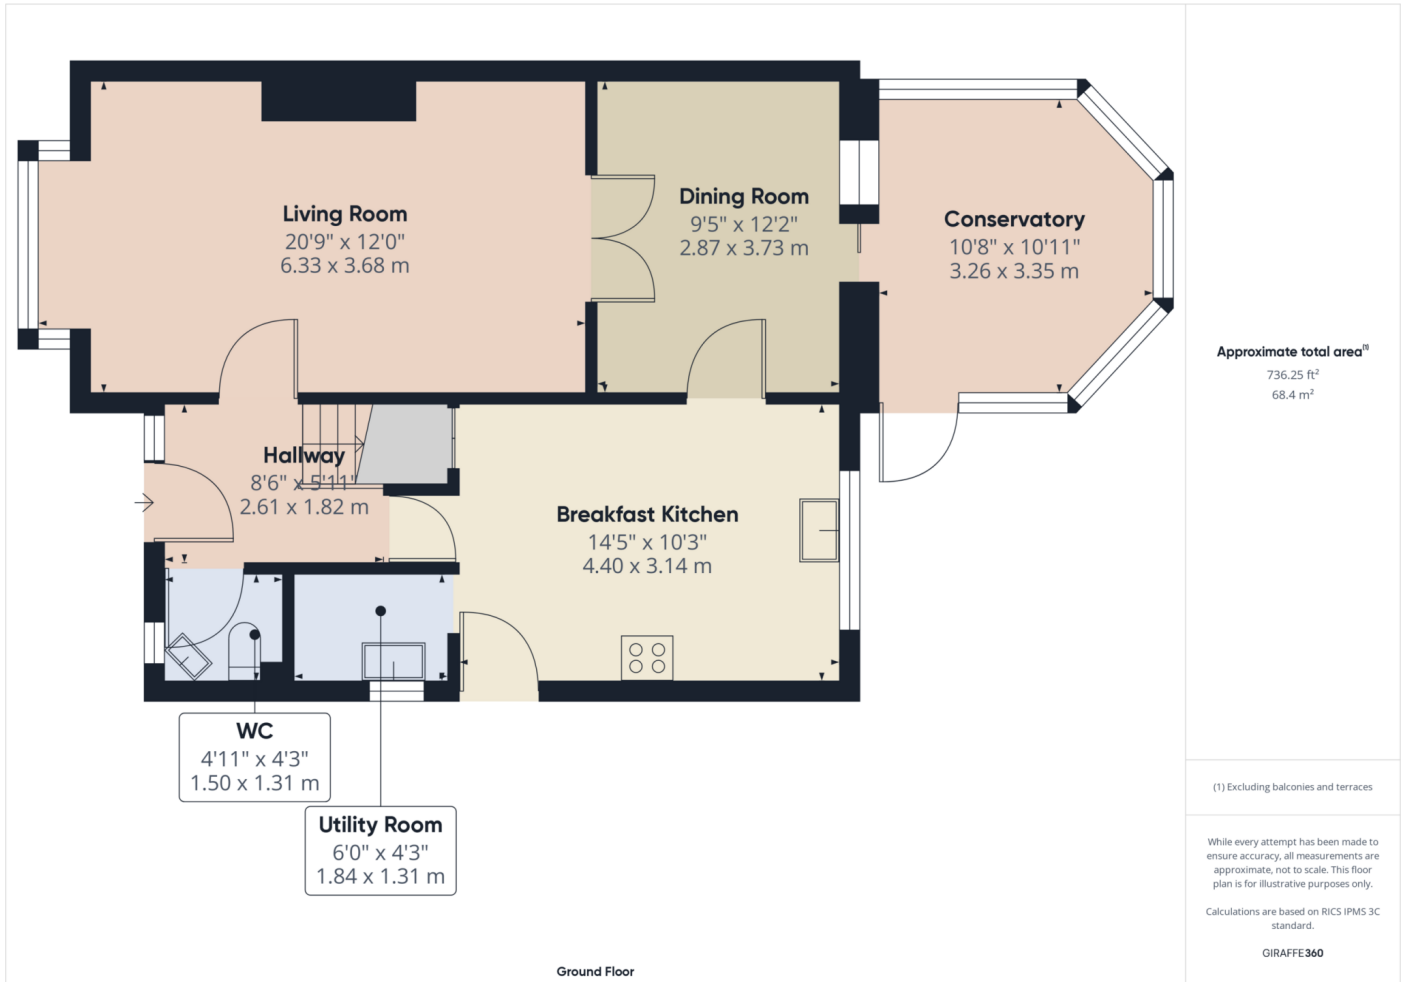 Living Room
20'9" x 12'0"
6.33 x 3.68 m
Dining Room
9'5" x 12'2"
2.87 x 3.73 m
Conservatory
10'8" x 10'11"
3.26 x 3.35 m
Hallway
8'6" x 5'11"
2.61 x 1.82 m
Breakfast Kitchen
14'5" x 10'3"
4.40 x 3.14 m
WC
4'11" x 4'3"
1.50 x 1.31 m
Utility Room
6'0" x 4'3"
1.84 x 1.31 m
Ground Floor
Approximate total area(1)
736.25 ft²
68.4 m²
(1) Excluding balconies and terraces
While every attempt has been made to
ensure accuracy, all measurements are
approximate, not to scale. This floor
plan is for illustrative purposes only.
Calculations are based on RICS IPMS 3C
standard.
GIRAFFE360